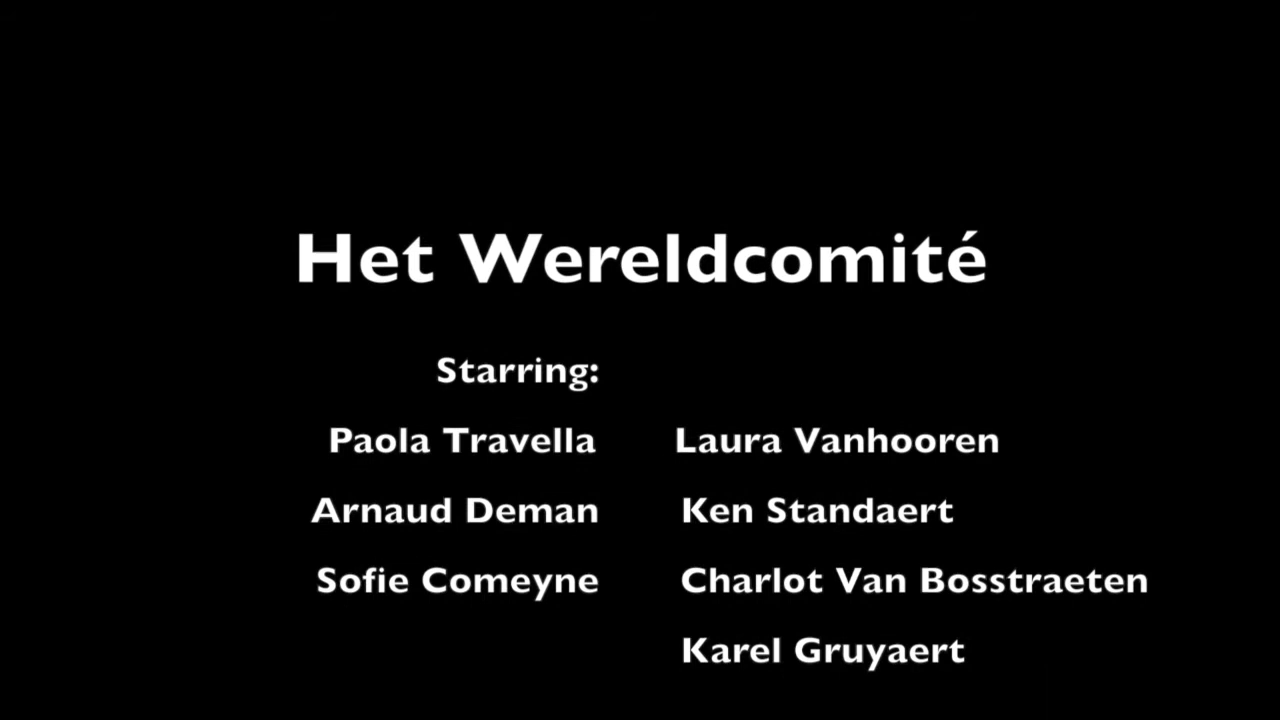 Het Wereldcomité
Starring:
Paola Travella Laura Vanhooren
Arnaud Deman Ken Standaert
Sofie Comeyne Charlot Van Bosstraeten
Karel Gruyaert